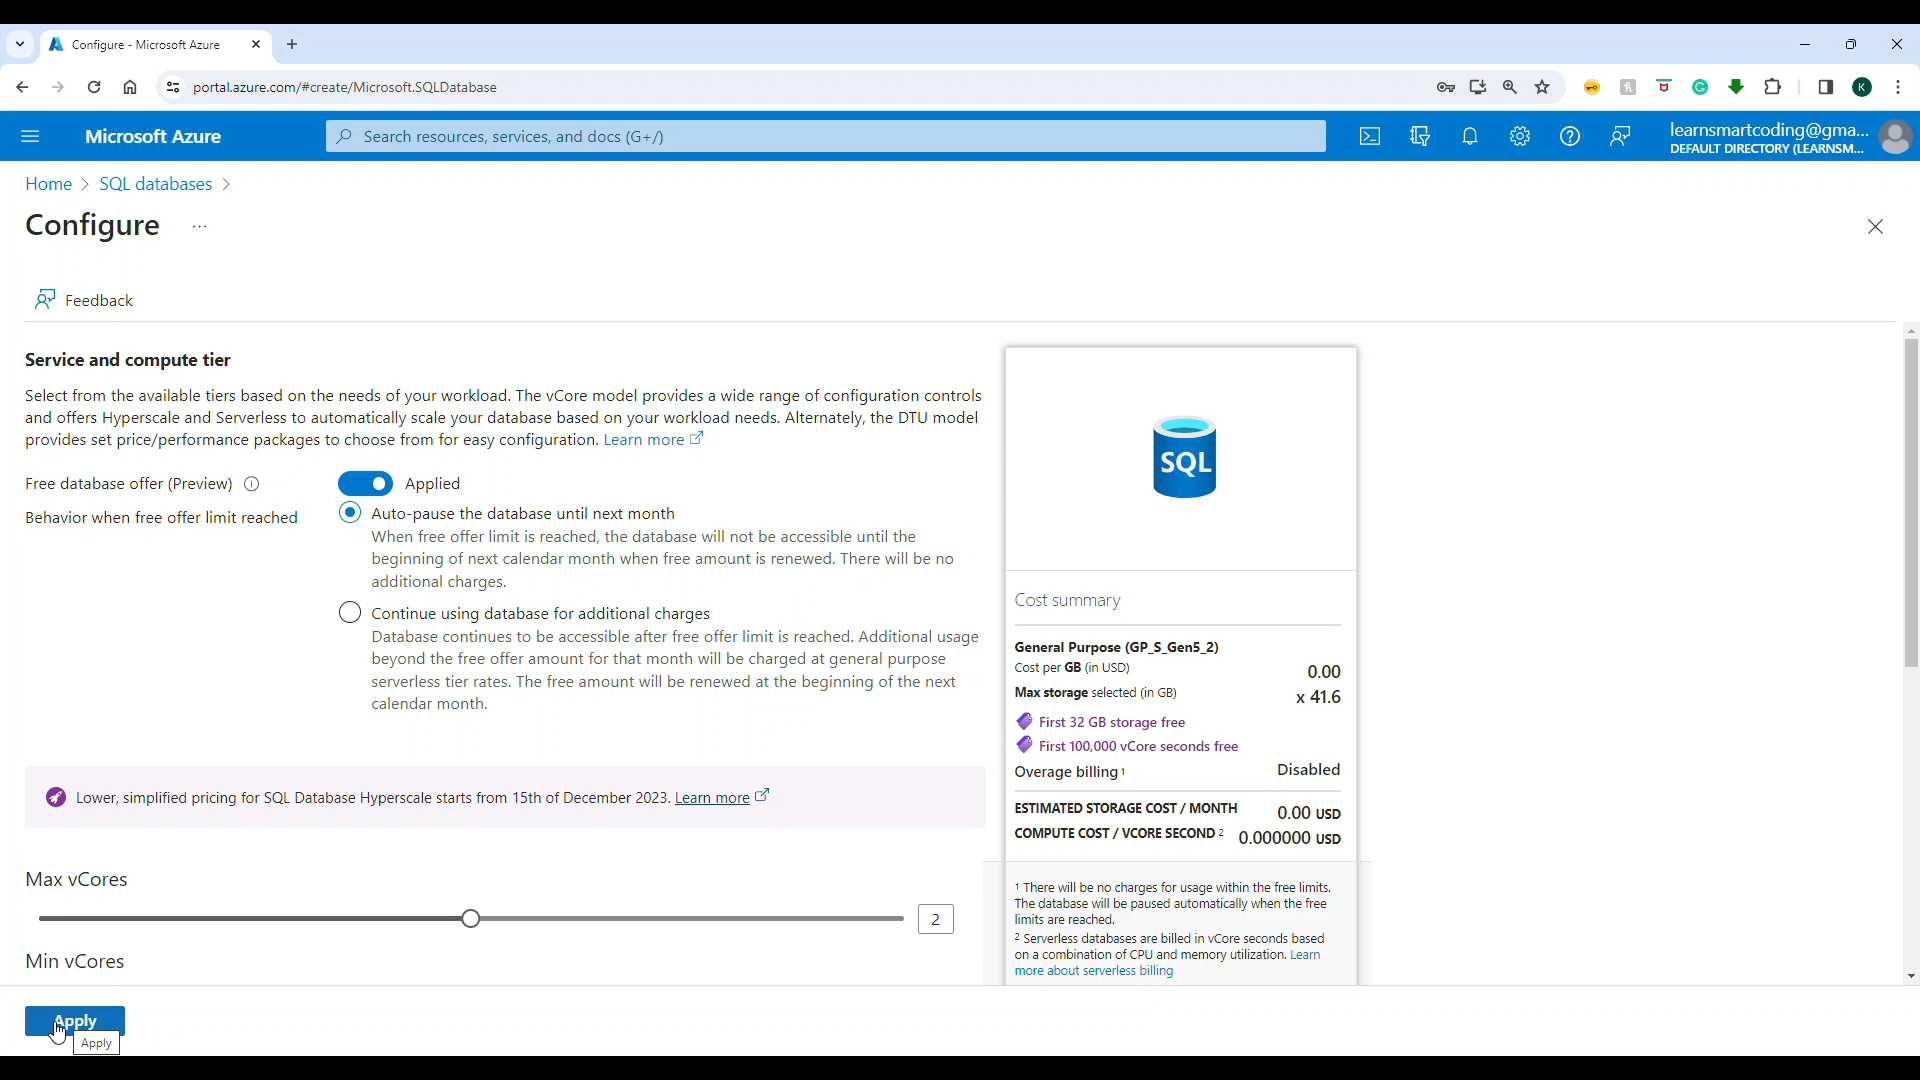 Configure - Microsoft Azure
portal.azure.com/#create/Microsoft.SQLDatabase
K
Microsoft Azure
Search resources, services, and docs (G+/)
learnsmartcoding@gma...
DEFAULT DIRECTORY (LEARNSM...
Home > SQL databases >
Configure ...
Feedback
Service and compute tier
Select from the available tiers based on the needs of your workload. The vCore model provides a wide range of configuration controls
and offers Hyperscale and Serverless to automatically scale your database based on your workload needs. Alternately, the DTU model
provides set price/performance packages to choose from for easy configuration. Learn more
Free database offer (Preview)
Applied
Behavior when free offer limit reached
Auto-pause the database until next month
When free offer limit is reached, the database will not be accessible until the
beginning of next calendar month when free amount is renewed. There will be no
additional charges.
Continue using database for additional charges
Database continues to be accessible after free offer limit is reached. Additional usage
beyond the free offer amount for that month will be charged at general purpose
serverless tier rates. The free amount will be renewed at the beginning of the next
calendar month.
Lower, simplified pricing for SQL Database Hyperscale starts from 15th of December 2023. Learn more
Max vCores
2
Min vCores
Apply
Apply
SQL
Cost summary
General Purpose (GP_S_Gen5_2)
Cost per GB (in USD) 0.00
Max storage selected (in GB) x 41.6
First 32 GB storage free
First 100,000 vCore seconds free
Overage billing¹ Disabled
ESTIMATED STORAGE COST / MONTH 0.00 USD
COMPUTE COST / VCORE SECOND ² 0.000000 USD
¹ There will be no charges for usage within the free limits.
The database will be paused automatically when the free
limits are reached.
² Serverless databases are billed in vCore seconds based
on a combination of CPU and memory utilization. Learn
more about serverless billing